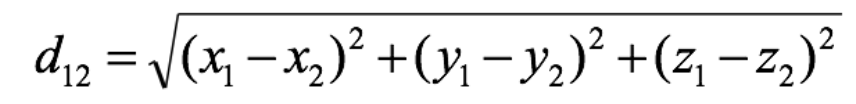 d₁₂ = √((x₁ − x₂)² + (y₁ − y₂)² + (z₁ − z₂)²)